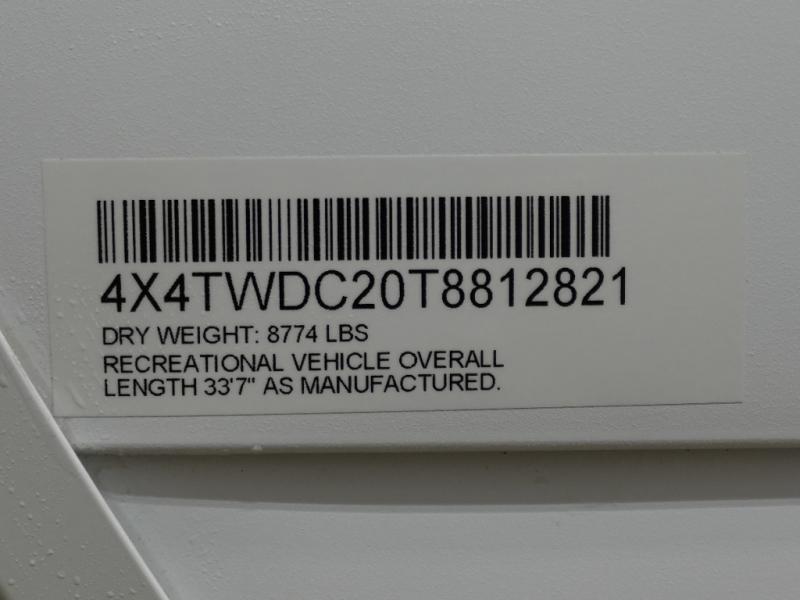 4X4TWDC20T8812821
DRY WEIGHT: 8774 LBS
RECREATIONAL VEHICLE OVERALL
LENGTH 33'7" AS MANUFACTURED.